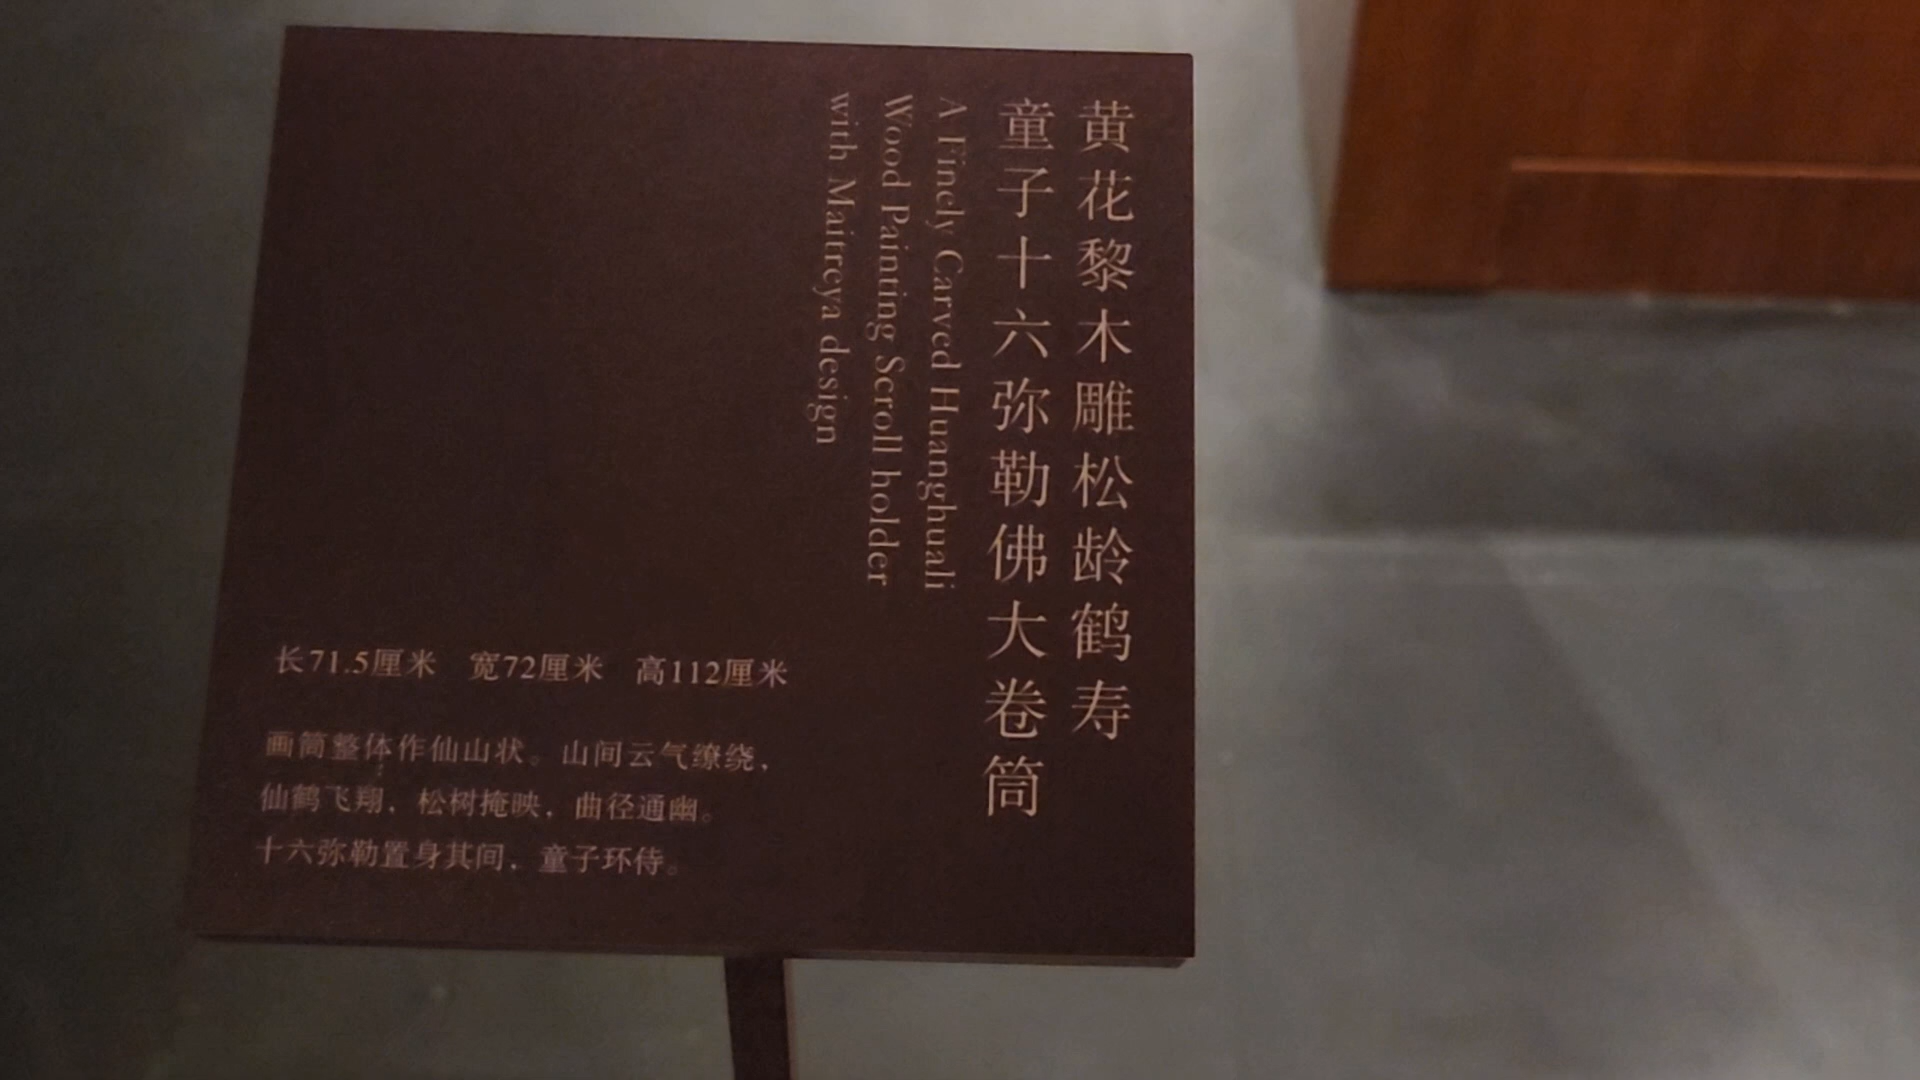 黄花黎木雕松龄鹤寿
童子十六弥勒佛大卷筒
A Finely Carved Huanghuali
Wood Painting Scroll holder
with Maitreya design
长71.5厘米 宽72厘米 高112厘米
画筒整体作仙山状。山间云气缭绕，
仙鹤飞翔，松树掩映，曲径通幽。
十六弥勒置身其间，童子环侍。